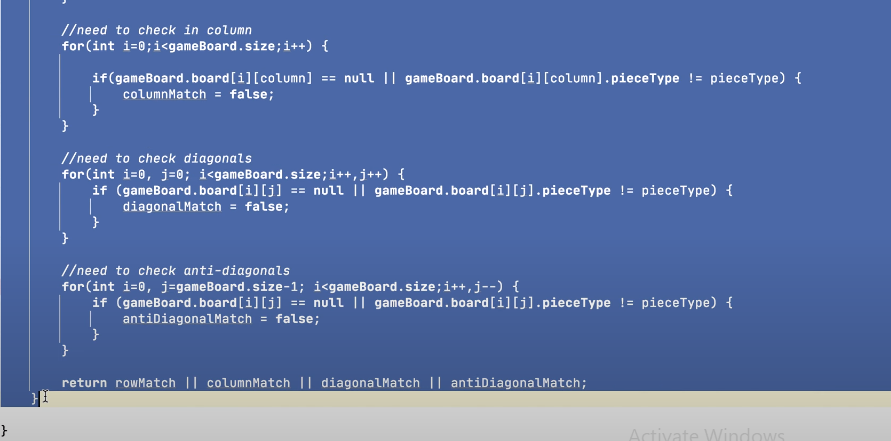 //need to check in column
for(int i=0;i<gameBoard.size;i++) {
if(gameBoard.board[i][column] == null || gameBoard.board[i][column].pieceType != pieceType) {
columnMatch = false;
}
}
//need to check diagonals
for(int i=0, j=0; i<gameBoard.size;i++,j++) {
if (gameBoard.board[i][j] == null || gameBoard.board[i][j].pieceType != pieceType) {
diagonalMatch = false;
}
}
//need to check anti-diagonals
for(int i=0, j=gameBoard.size-1; i<gameBoard.size;i++,j--) {
if (gameBoard.board[i][j] == null || gameBoard.board[i][j].pieceType != pieceType) {
antiDiagonalMatch = false;
}
}
return rowMatch || columnMatch || diagonalMatch || antiDiagonalMatch;
}
}
Activate Windows